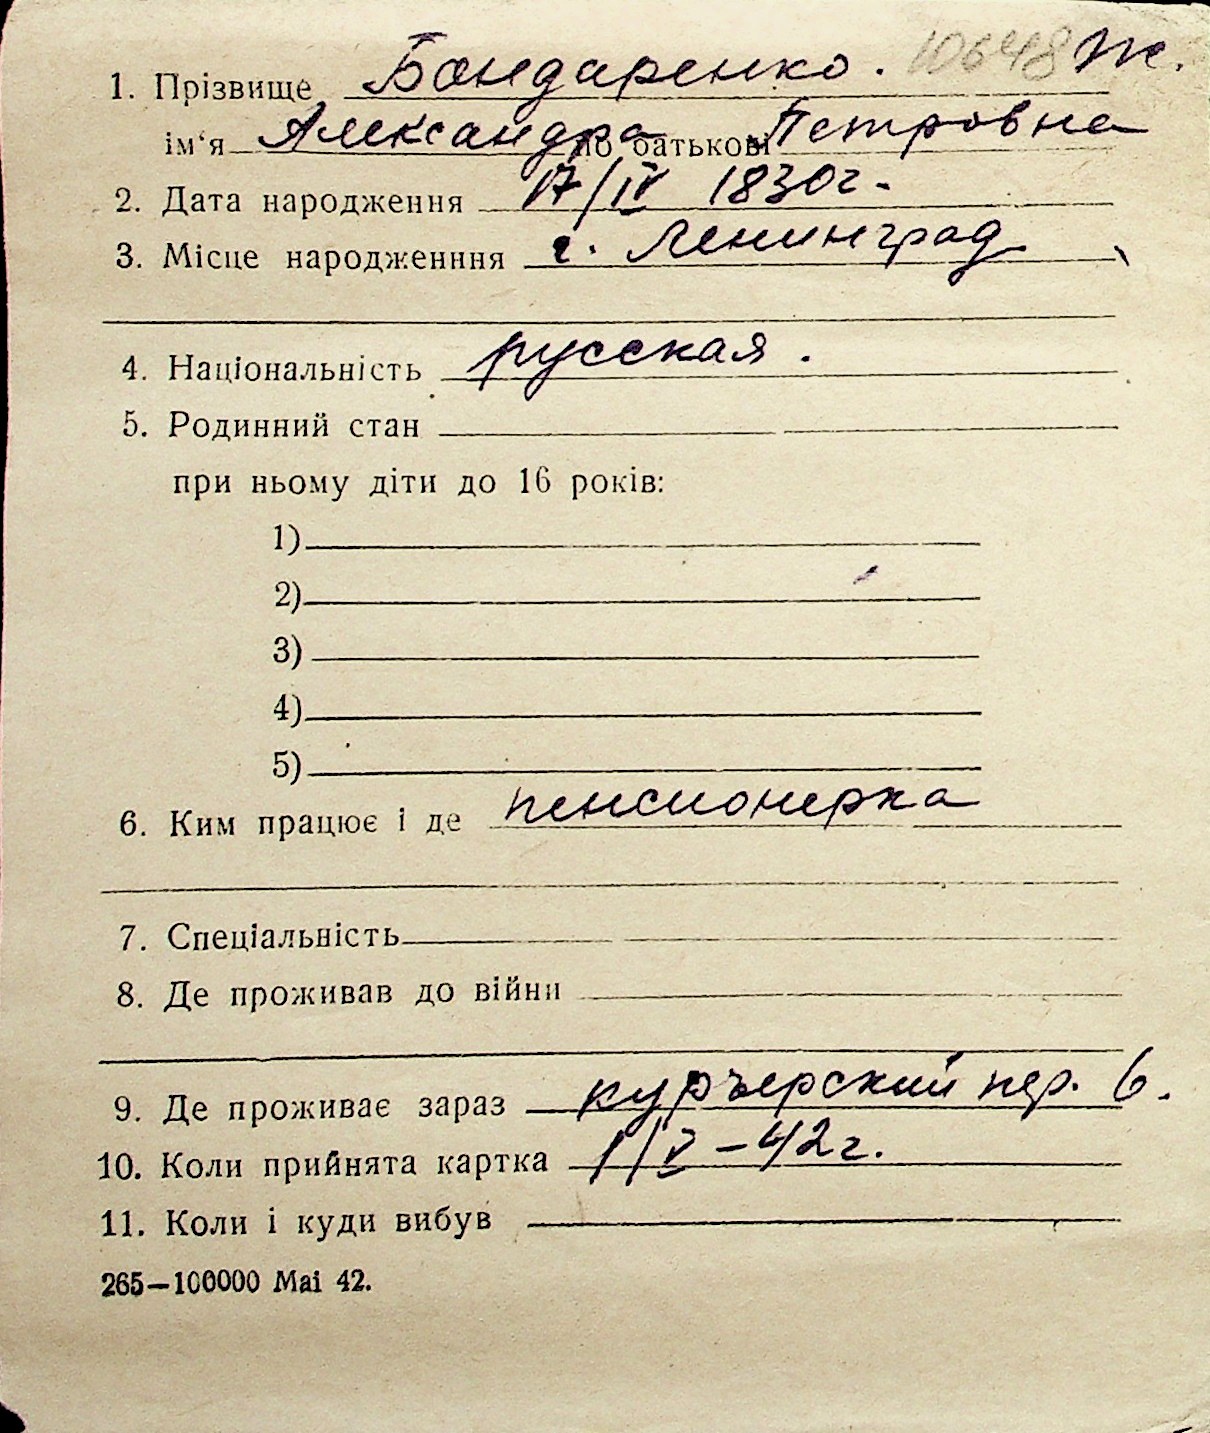 10648 Ж.
1. Прізвище Бондаренко.
ім‘я Александра по батькові Петровна
2. Дата народження 17/IV 1830г.
3. Місце народженння г. Ленинград
4. Національність русская.
5. Родинний стан
при ньому діти до 16 років:
1)
2)
3)
4)
5)
6. Ким працює і де пенсионерка
7. Спеціальність
8. Де проживав до війни
9. Де проживає зараз курьерский пер. 6.
10. Коли прийнята картка 1/V–42г.
11. Коли і куди вибув
265—100000 Mai 42.